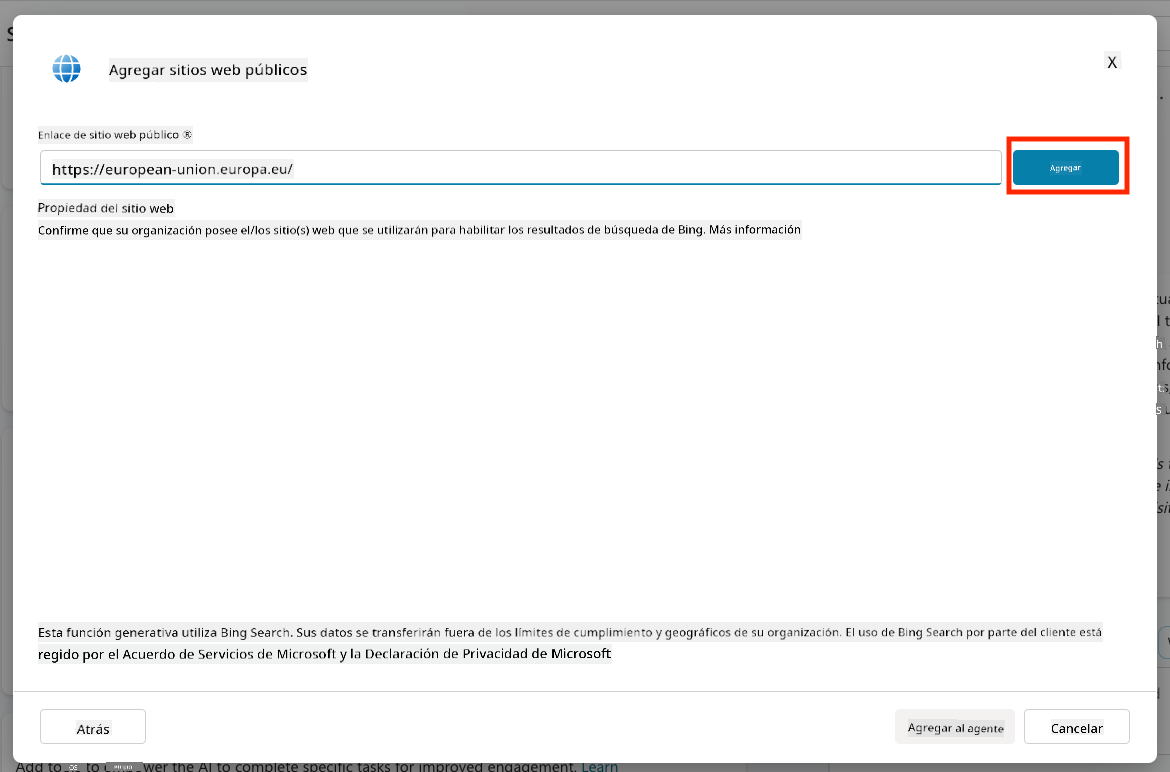 Agregar sitios web públicos
X
Enlace de sitio web público ®
https://european-union.europa.eu/
Agregar
Propiedad del sitio web
Confirme que su organización posee el/los sitio(s) web que se utilizarán para habilitar los resultados de búsqueda de Bing. Más información
Esta función generativa utiliza Bing Search. Sus datos se transferirán fuera de los límites de cumplimiento y geográficos de su organización. El uso de Bing Search por parte del cliente está
regido por el Acuerdo de Servicios de Microsoft y la Declaración de Privacidad de Microsoft
Atrás
Agregar al agente
Cancelar
Add to to wer the AI to complete specific tasks for improved engagement. Learn